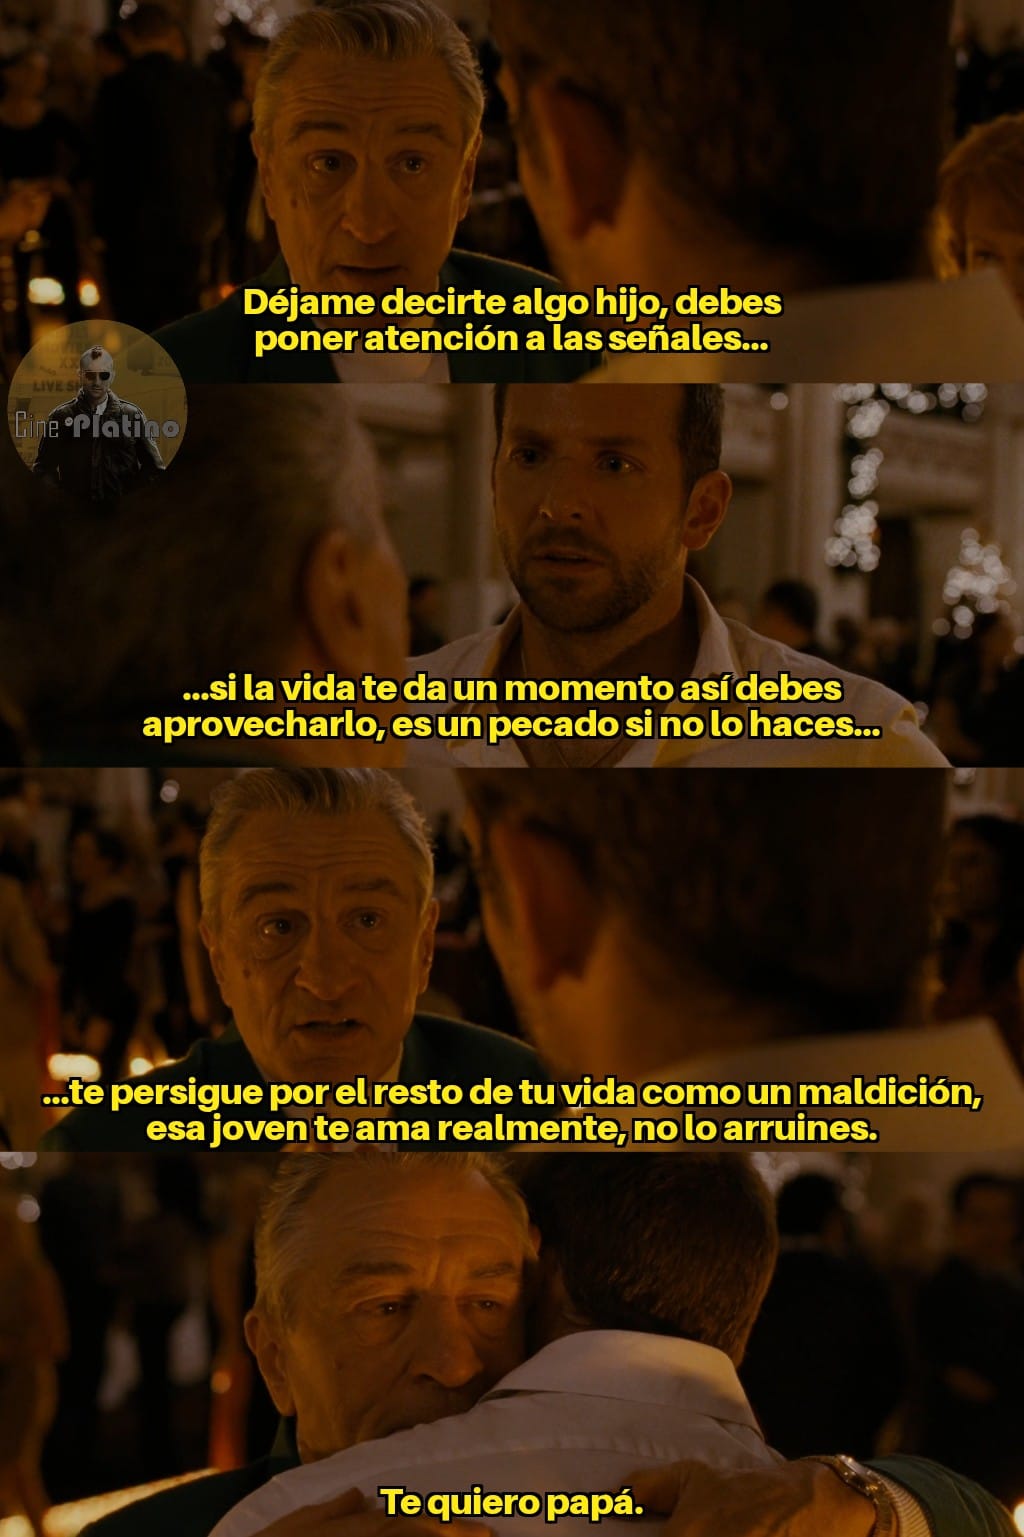 Déjame decirte algo hijo, debes
poner atención a las señales...
LIVE
Cine Platino
...si la vida te da un momento así debes
aprovecharlo, es un pecado si no lo haces...
...te persigue por el resto de tu vida como un maldición,
esa joven te ama realmente, no lo arruines.
Te quiero papá.